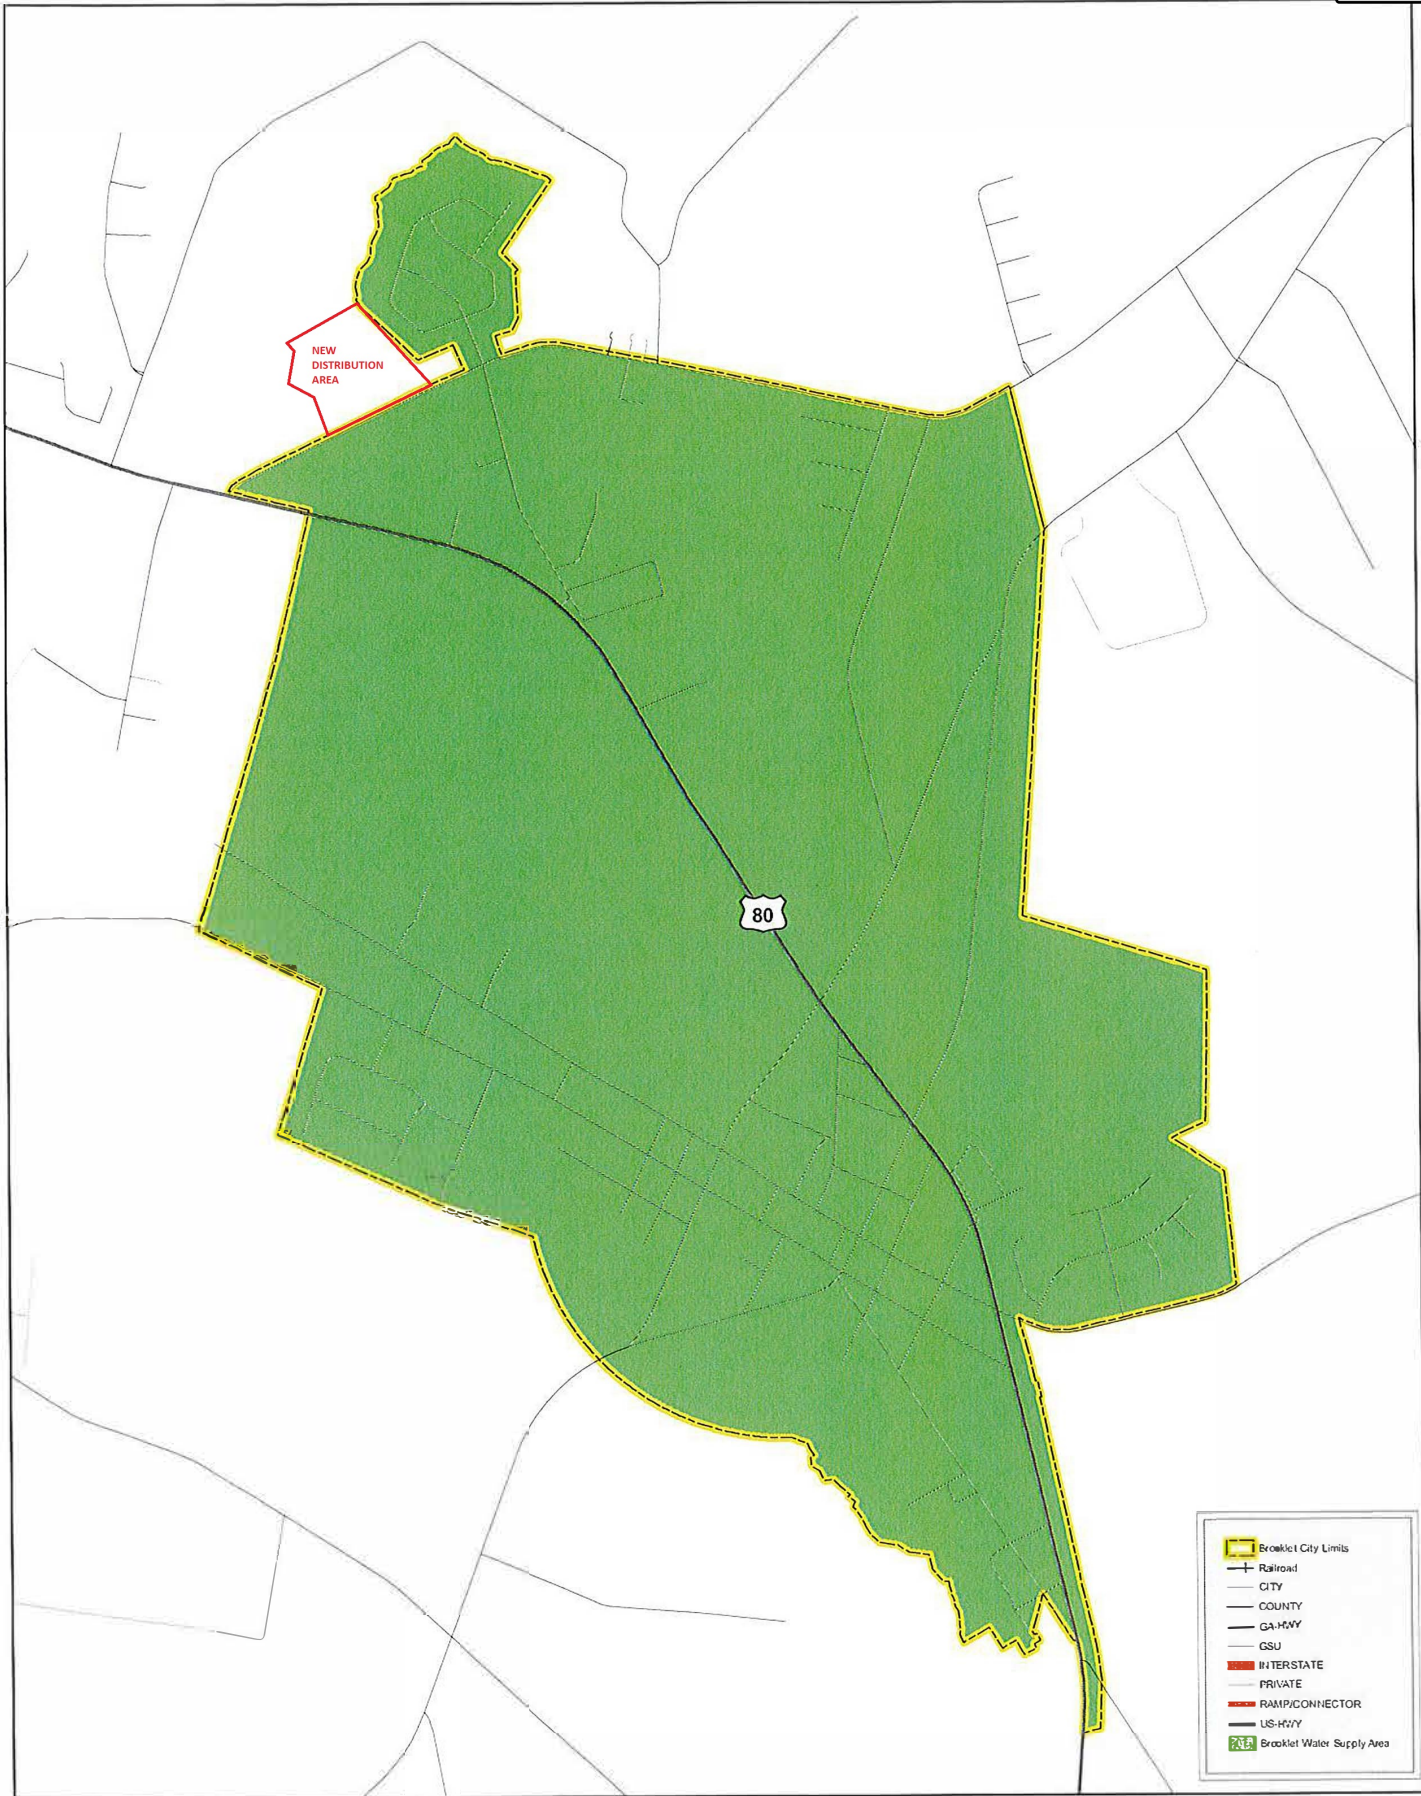 NEW
DISTRIBUTION
AREA
80
Brooklet City Limits
Railroad
CITY
COUNTY
GA-HWY
GSU
INTERSTATE
PRIVATE
RAMP/CONNECTOR
US-HWY
Brooklet Water Supply Area